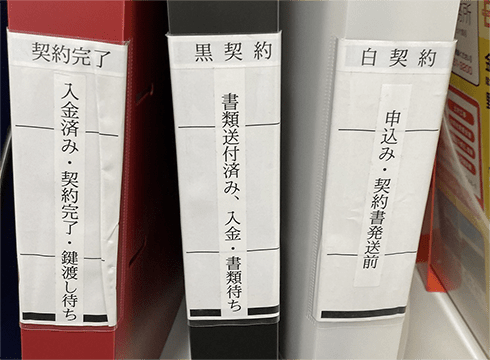 契約完了
入金済み・契約完了・鍵渡し待ち
黒契約
書類送付済み、入金・書類待ち
白契約
申込み・契約書発送前